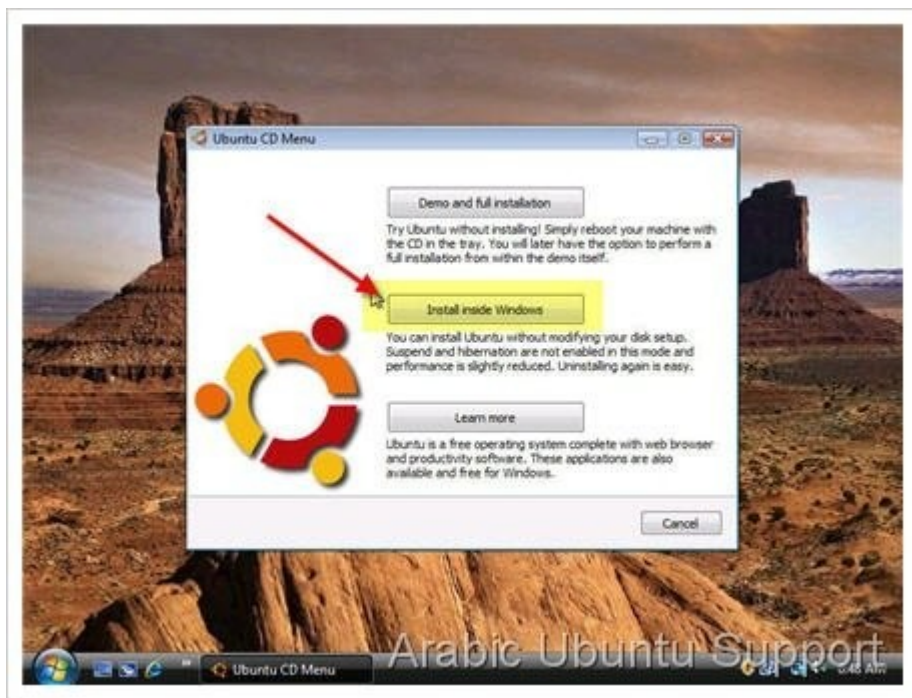 Ubuntu CD Menu
Demo and full installation
Try Ubuntu without installing! Simply reboot your machine with
the CD in the tray. You will later have the option to perform a
full installation from within the demo itself.
Install inside Windows
You can install Ubuntu without modifying your disk setup.
Suspend and hibernation are not enabled in this mode and
performance is slightly reduced. Uninstalling again is easy.
Learn more
Ubuntu is a free operating system complete with web browser
and productivity software. These applications are also
available and free for Windows.
Cancel
Arabic Ubuntu Support
Ubuntu CD Menu